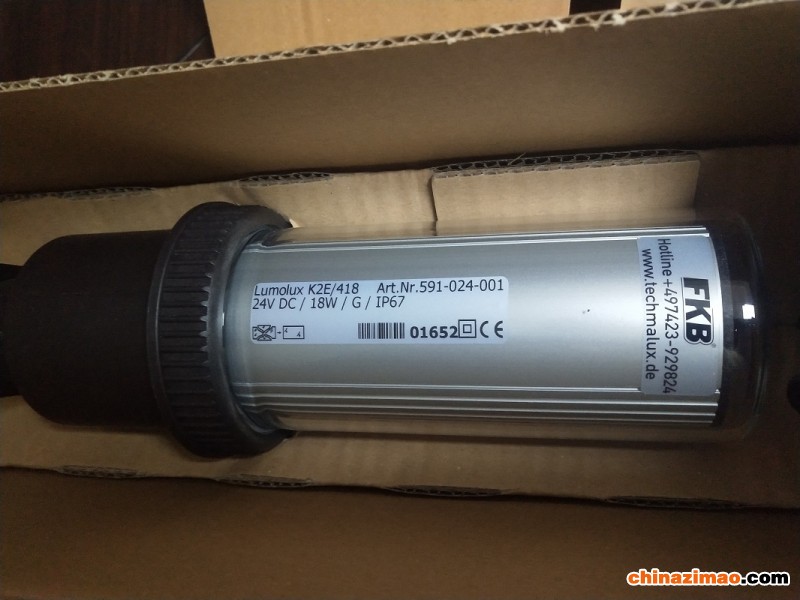 Lumolux K2E/418 Art.Nr.591-024-001
24V DC / 18W / G / IP67
01652 CE
FKB®
Hotline +497423-929824
www.techmalux.de
chinazimao.com